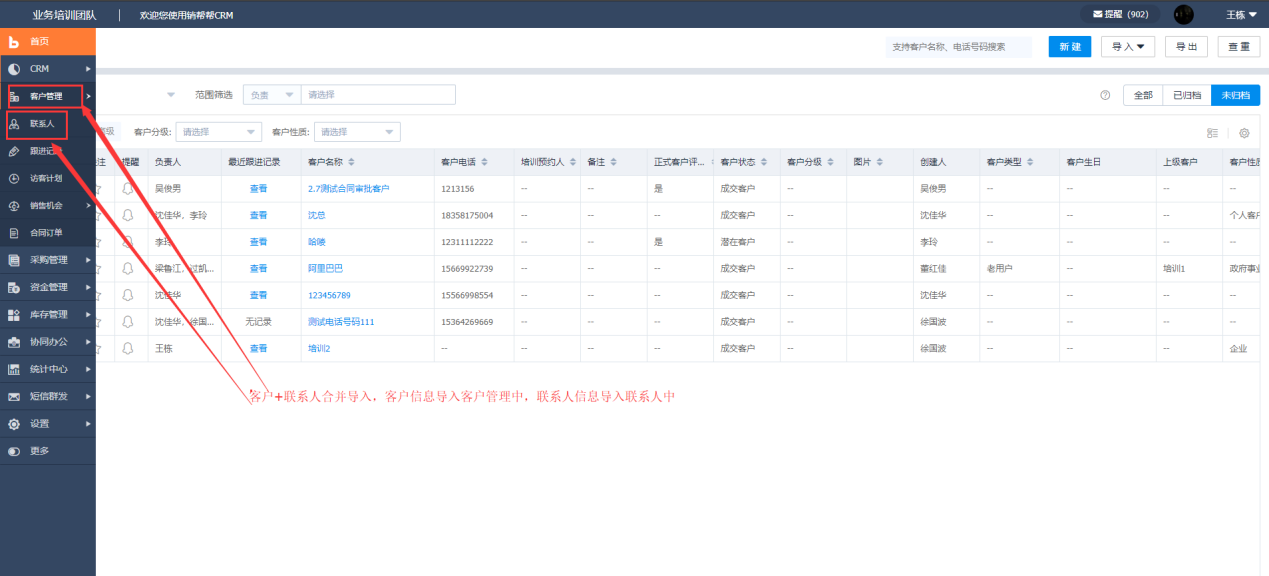 业务培训团队 欢迎您使用销帮帮CRM 提醒 (902) 王栋
首页
支持客户名称、电话号码搜索 新 建 导 入 导 出 查 重
CRM
客户管理 范围筛选 负责 请选择 全部 已归档 未归档
联系人 客户分级: 请选择 客户性质: 请选择
跟进记录 注 提醒 负责人 最近跟进记录 客户名称 客户电话 培训预约人 备注 正式客户评... 客户状态 客户分级 图片 创建人 客户类型 客户生日 上级客户 客户性质
访客计划 吴俊男 查看 2.7测试合同审批客户 1213156 -- -- 是 成交客户 -- 吴俊男 -- -- -- --
销售机会 沈佳华, 李玲 查看 沈总 18358175004 -- -- -- 成交客户 -- 沈佳华 -- -- -- 个人客户
合同订单 李玲 查看 哈喽 12311112222 -- -- 是 潜在客户 -- 李玲 -- -- -- --
采购管理 梁鲁江, 过凯... 查看 阿里巴巴 15669922739 -- -- -- 成交客户 -- 董红佳 老用户 -- 培训1 政府事业
资金管理 沈佳华 查看 123456789 15566998554 -- -- -- 成交客户 -- 沈佳华 -- -- -- --
库存管理 沈佳华, 徐国... 无记录 测试电话号码111 15364269669 -- -- -- 成交客户 -- 徐国波 -- -- -- --
协同办公 王栋 查看 培训2 -- -- -- -- 成交客户 -- 徐国波 -- -- -- 企业
统计中心
短信群发 客户+联系人合并导入，客户信息导入客户管理中，联系人信息导入联系人中
设置
更多